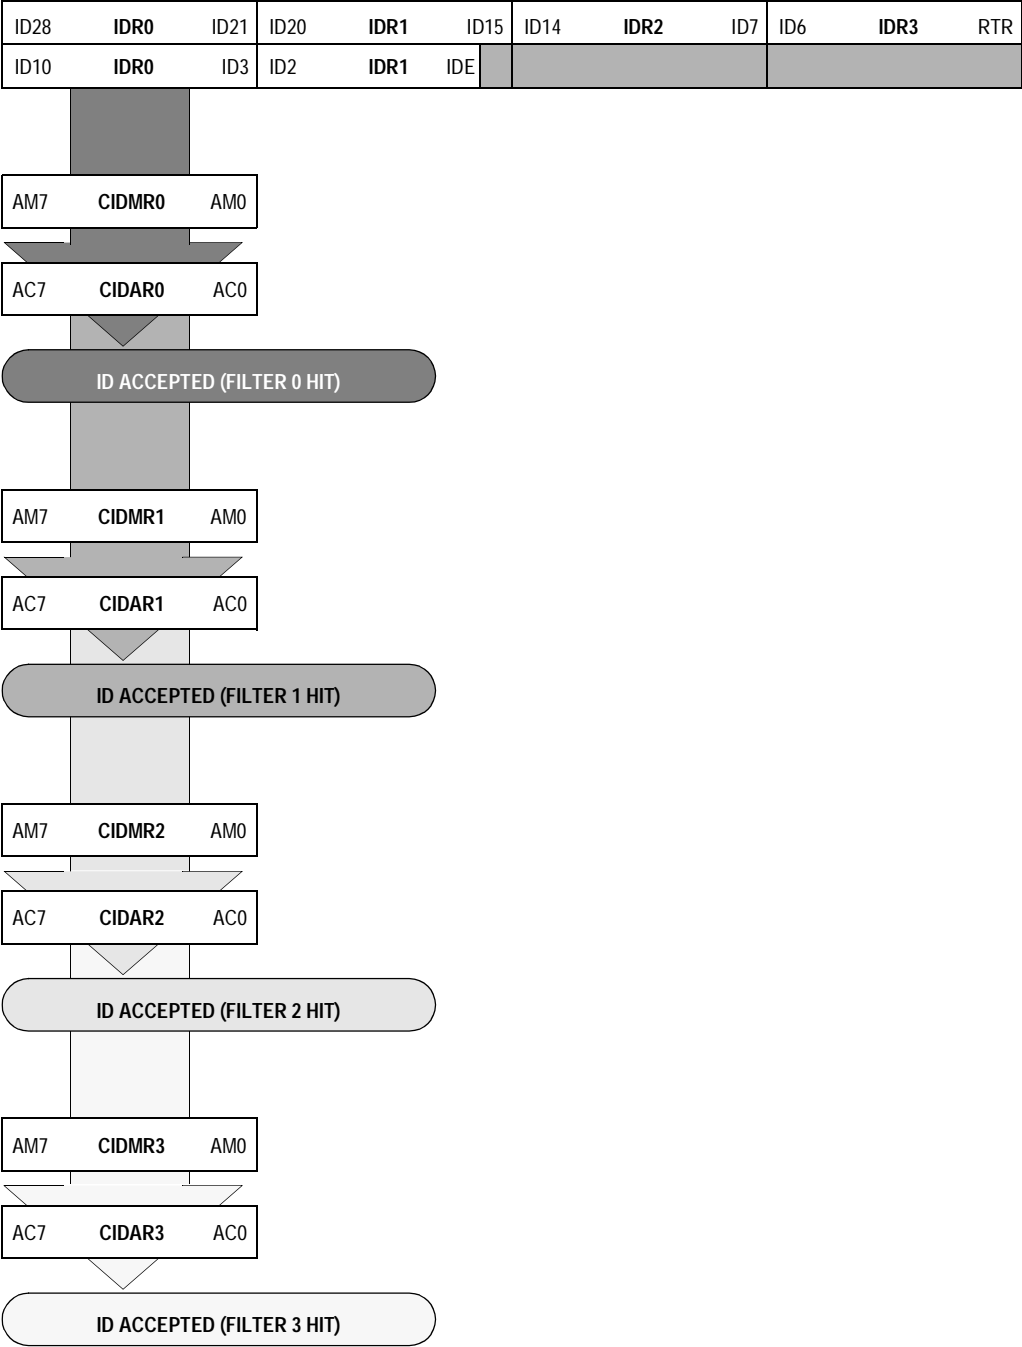 ID28 IDR0 ID21 ID20 IDR1 ID15 ID14 IDR2 ID7 ID6 IDR3 RTR
ID10 IDR0 ID3 ID2 IDR1 IDE
AM7 CIDMR0 AM0
AC7 CIDAR0 AC0
ID ACCEPTED (FILTER 0 HIT)
AM7 CIDMR1 AM0
AC7 CIDAR1 AC0
ID ACCEPTED (FILTER 1 HIT)
AM7 CIDMR2 AM0
AC7 CIDAR2 AC0
ID ACCEPTED (FILTER 2 HIT)
AM7 CIDMR3 AM0
AC7 CIDAR3 AC0
ID ACCEPTED (FILTER 3 HIT)